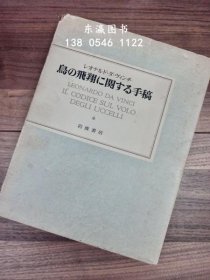 东瀛图书
138 0546 1122
レオナルド・ダ・ヴィンチ
鳥の飛翔に関する手稿
LEONARDO DA VINCI
IL CODICE SUL VOLO
DEGLI UCCELLI
岩波書店